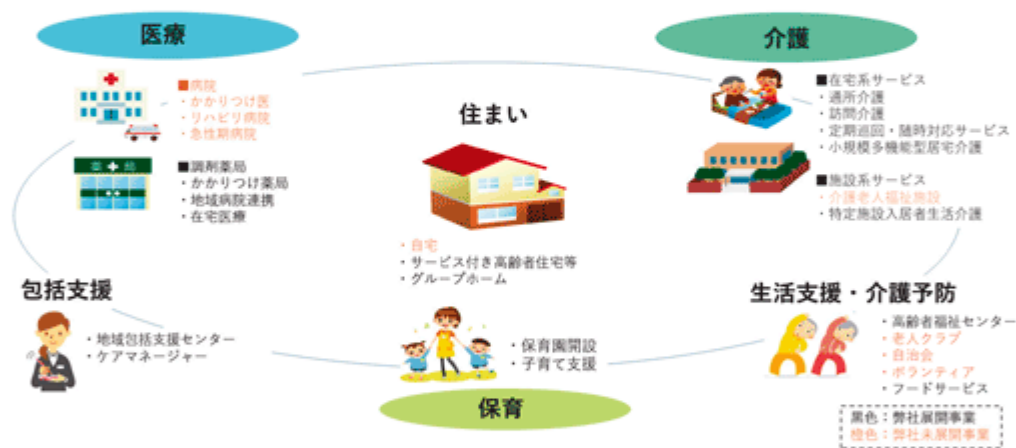 医療
■病院
・かかりつけ医
・リハビリ病院
・急性期病院
薬＋局
■調剤薬局
・かかりつけ薬局
・地域病院連携
・在宅医療
住まい
・自宅
・サービス付き高齢者住宅等
・グループホーム
介護
■在宅系サービス
・通所介護
・訪問介護
・定期巡回・随時対応サービス
・小規模多機能型居宅介護
■施設系サービス
・介護老人福祉施設
・特定施設入居者生活介護
包括支援
・地域包括支援センター
・ケアマネージャー
・保育園開設
・子育て支援
保育
生活支援・介護予防
・高齢者福祉センター
・老人クラブ
・自治会
・ボランティア
・フードサービス
黒色：弊社展開事業
橙色：弊社未展開事業